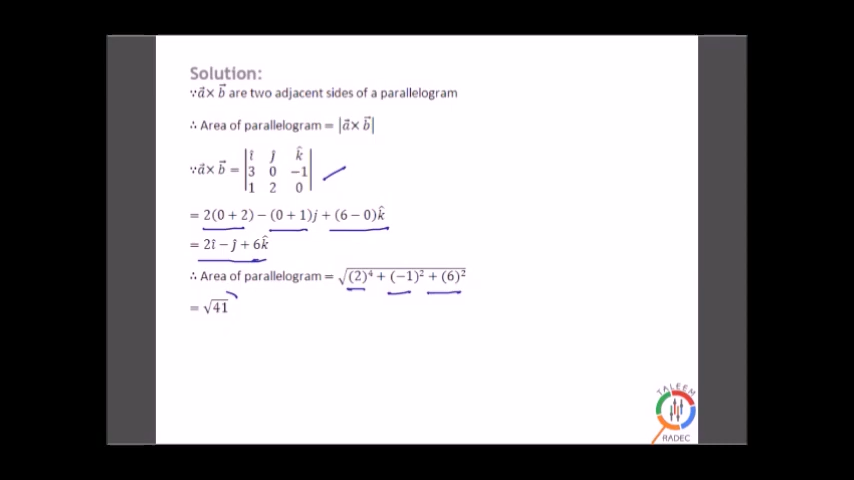 Solution:
∵ a⃗ × b⃗ are two adjacent sides of a parallelogram
∴ Area of parallelogram = |a⃗ × b⃗|
∵ a⃗ × b⃗ = | î ĵ k̂ |
| 3 0 −1 |
| 1 2 0 |
= 2(0 + 2) − (0 + 1)j + (6 − 0)k̂
= 2î − ĵ + 6k̂
∴ Area of parallelogram = √(2)⁴ + (−1)² + (6)²
= √41
TALEEM
RADEC